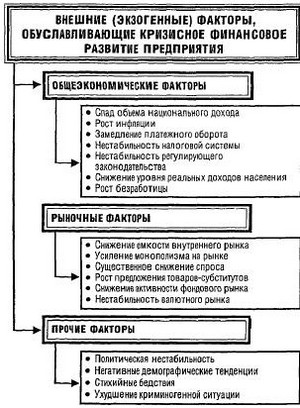 ВНЕШНИЕ (ЭКЗОГЕННЫЕ) ФАКТОРЫ,
ОБУСЛАВЛИВАЮЩИЕ КРИЗИСНОЕ ФИНАНСОВОЕ
РАЗВИТИЕ ПРЕДПРИЯТИЯ
ОБЩЕЭКОНОМИЧЕСКИЕ ФАКТОРЫ
• Спад объема национального дохода
• Рост инфляции
• Замедление платежного оборота
• Нестабильность налоговой системы
• Нестабильность регулирующего
законодательства
• Снижение уровня реальных доходов населения
• Рост безработицы
РЫНОЧНЫЕ ФАКТОРЫ
• Снижение емкости внутреннего рынка
• Усиление монополизма на рынке
• Существенное снижение спроса
• Рост предложения товаров-субститутов
• Снижение активности фондового рынка
• Нестабильность валютного рынка
ПРОЧИЕ ФАКТОРЫ
• Политическая нестабильность
• Негативные демографические тенденции
• Стихийные бедствия
• Ухудшение криминогенной ситуации